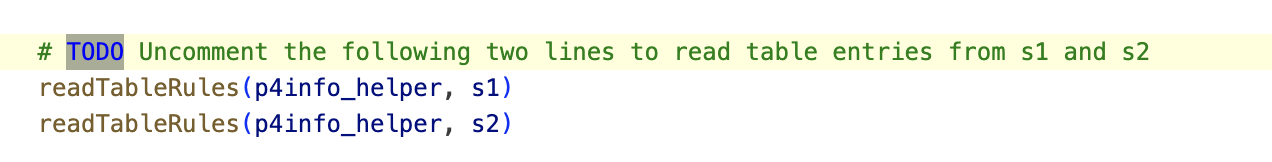 # TODO Uncomment the following two lines to read table entries from s1 and s2
readTableRules(p4info_helper, s1)
readTableRules(p4info_helper, s2)